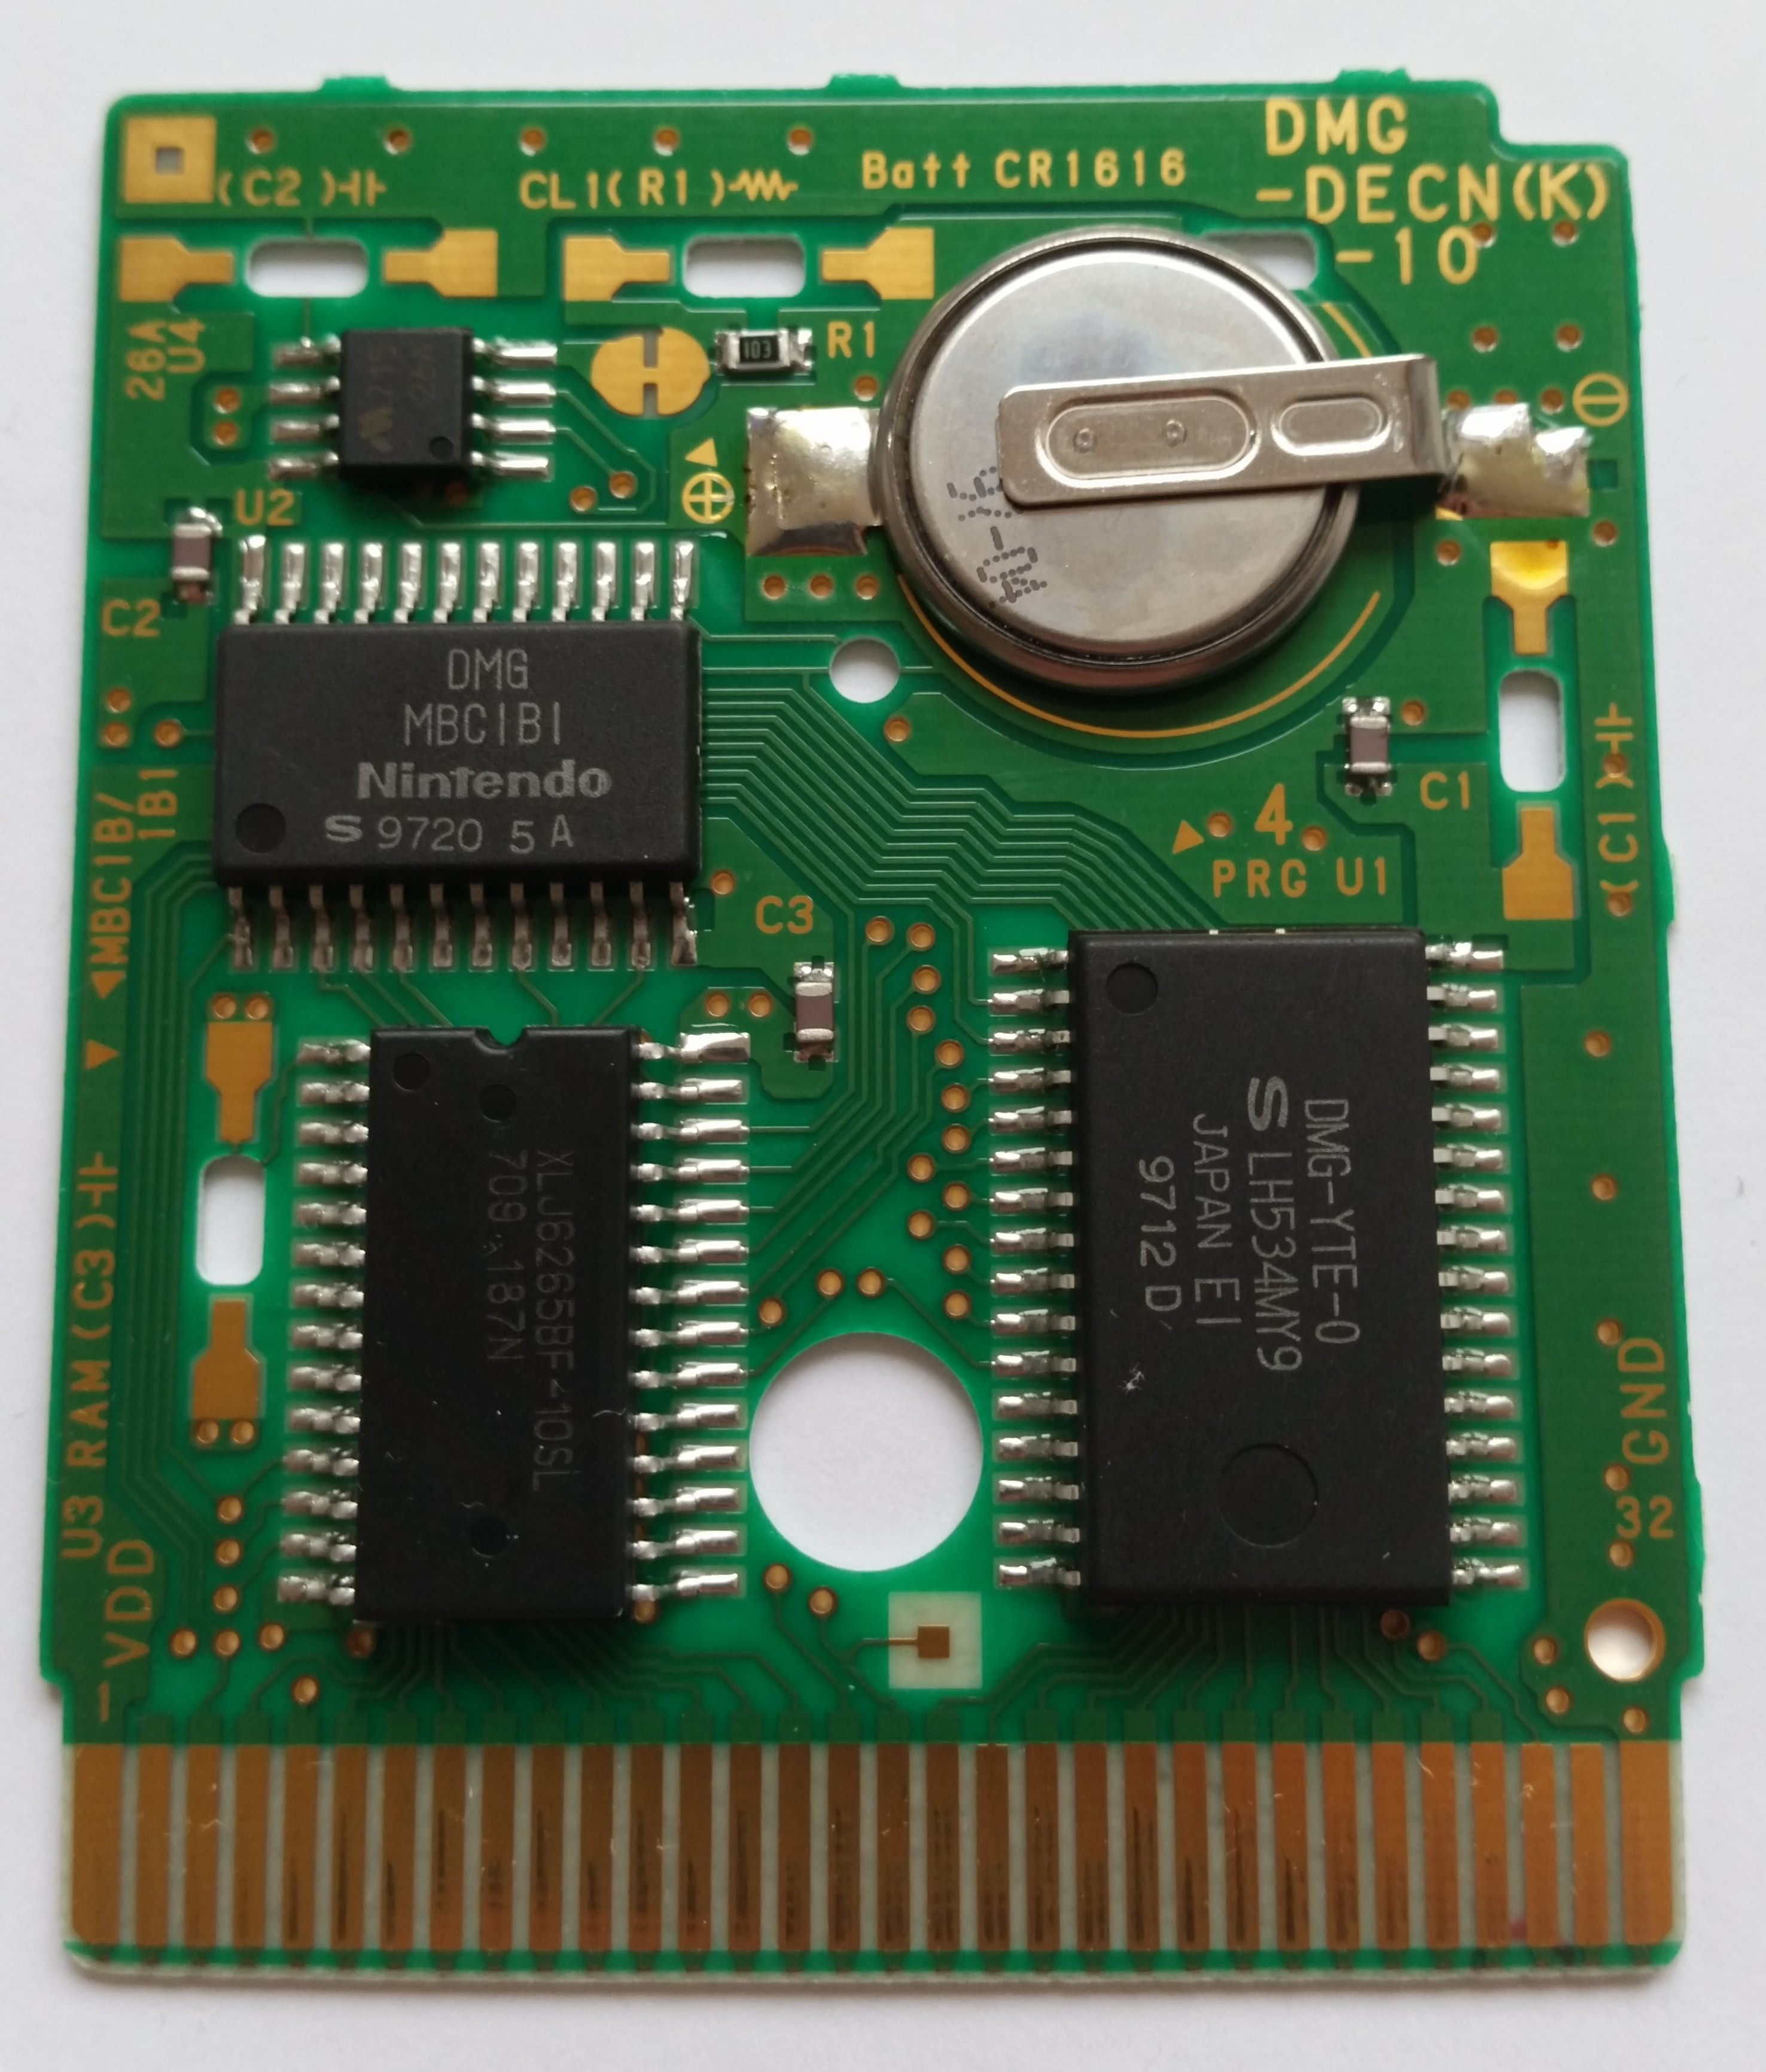 DMG
-DECN(K)
-10
(C2)
CL1(R1)
Batt CR1616
26A
U4
R1
103
U2
C2
DMG
MBC1B1
Nintendo
S 9720 5 A
MBC1B/
1B1
C1
(C1)
4
PRG U1
C3
XLJ6265BF-10SL
709
187N
DMG-YTE-0
S LH534MY9
JAPAN E1
9712 D
U3 RAM(C3)
VDD
GND
32